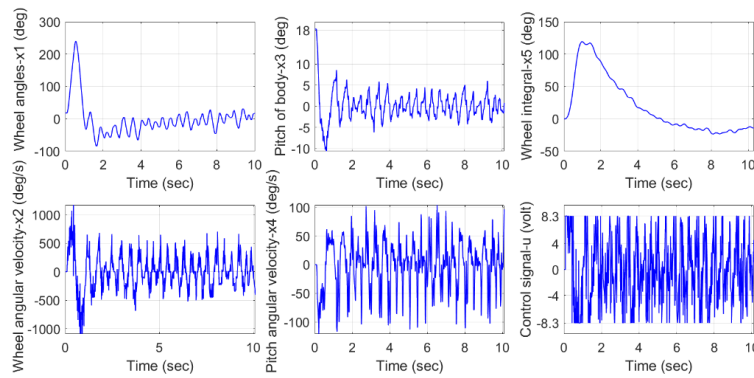 Wheel angles-x1 (deg)
300
200
100
0
-100
0 2 4 6 8 10
Time (sec)
Pitch of body-x3 (deg)
18
10
5
0
-5
-10
0 2 4 6 8 10
Time (sec)
Wheel integral-x5 (deg)
150
100
50
0
-50
0 2 4 6 8 10
Time (sec)
Wheel angular velocity-x2 (deg/s)
1000
500
0
-500
-1000
0 5 10
Time (sec)
Pitch angular velocity-x4 (deg/s)
100
50
0
-50
-100
0 2 4 6 8 10
Time (sec)
Control signal-u (volt)
8.3
4
0
-4
-8.3
0 2 4 6 8 10
Time (sec)